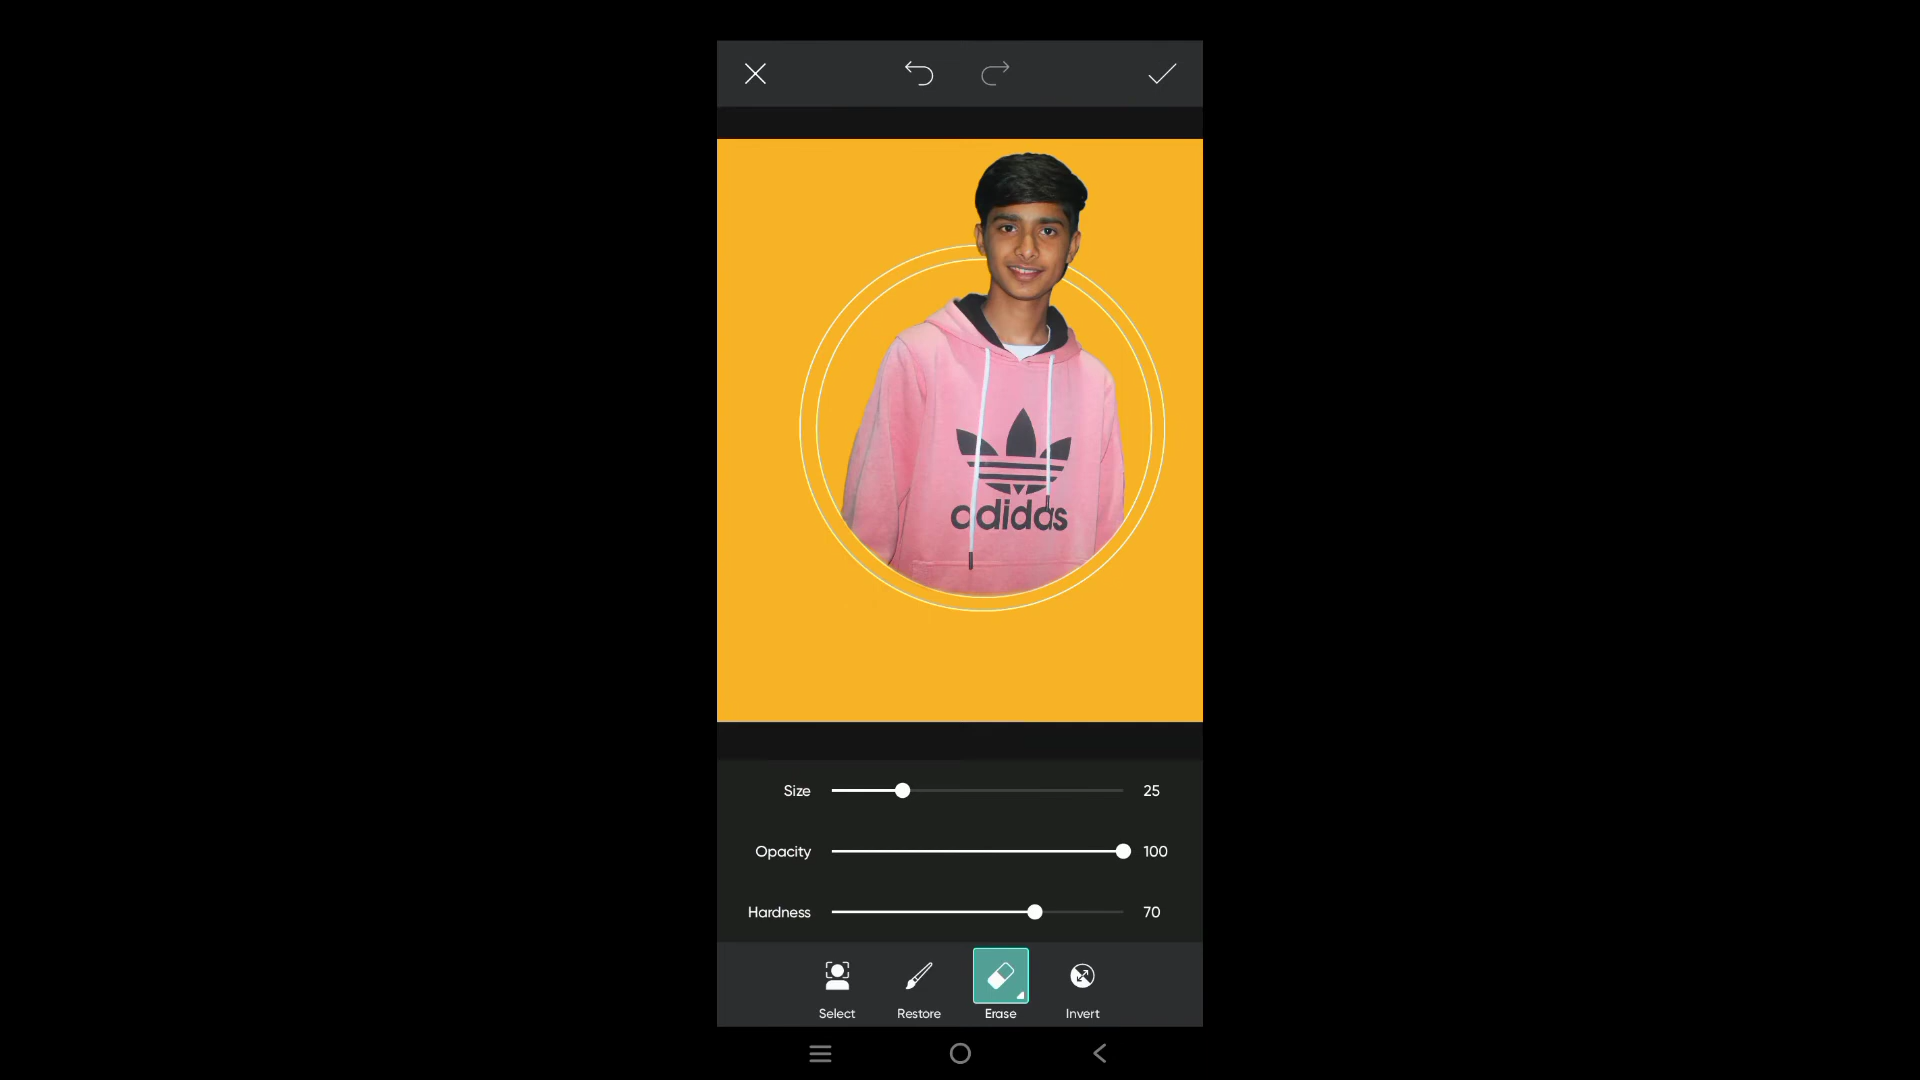 adidas
Size 25
Opacity 100
Hardness 70
Select Restore Erase Invert